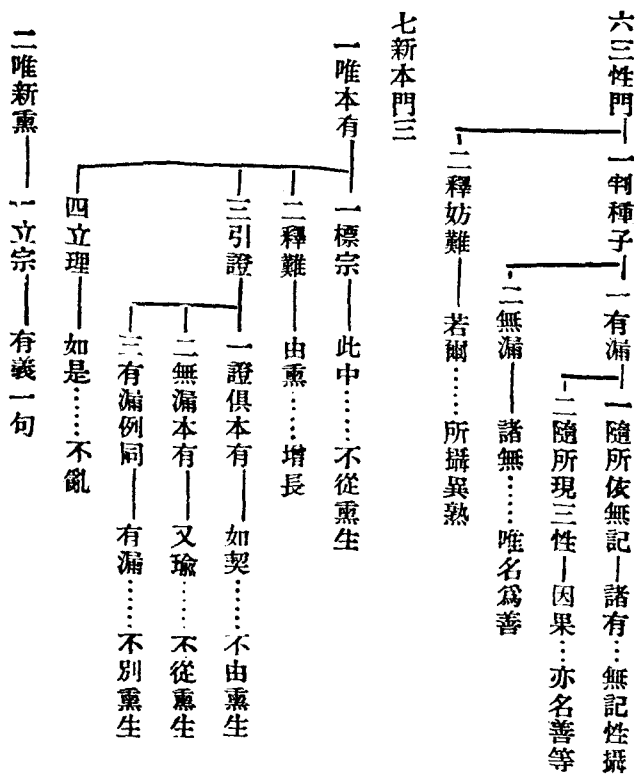 六三性門 一判種子 一有漏 一隨所依無記 諸有……無記性攝
二隨所現三性 因果……亦名善等
二無漏 諸無……唯名爲善
二釋妨難 若爾……所攝異熟
七新本門三
一唯本有 一標宗 此中……不從熏生
二釋難 由熏……增長
三引證 一證俱本有 如契……不由熏生
二無漏本有 又瑜……不從熏生
三有漏例同 有漏……不別熏生
四立理 如是……不亂
二唯新熏 一立宗 有義一句